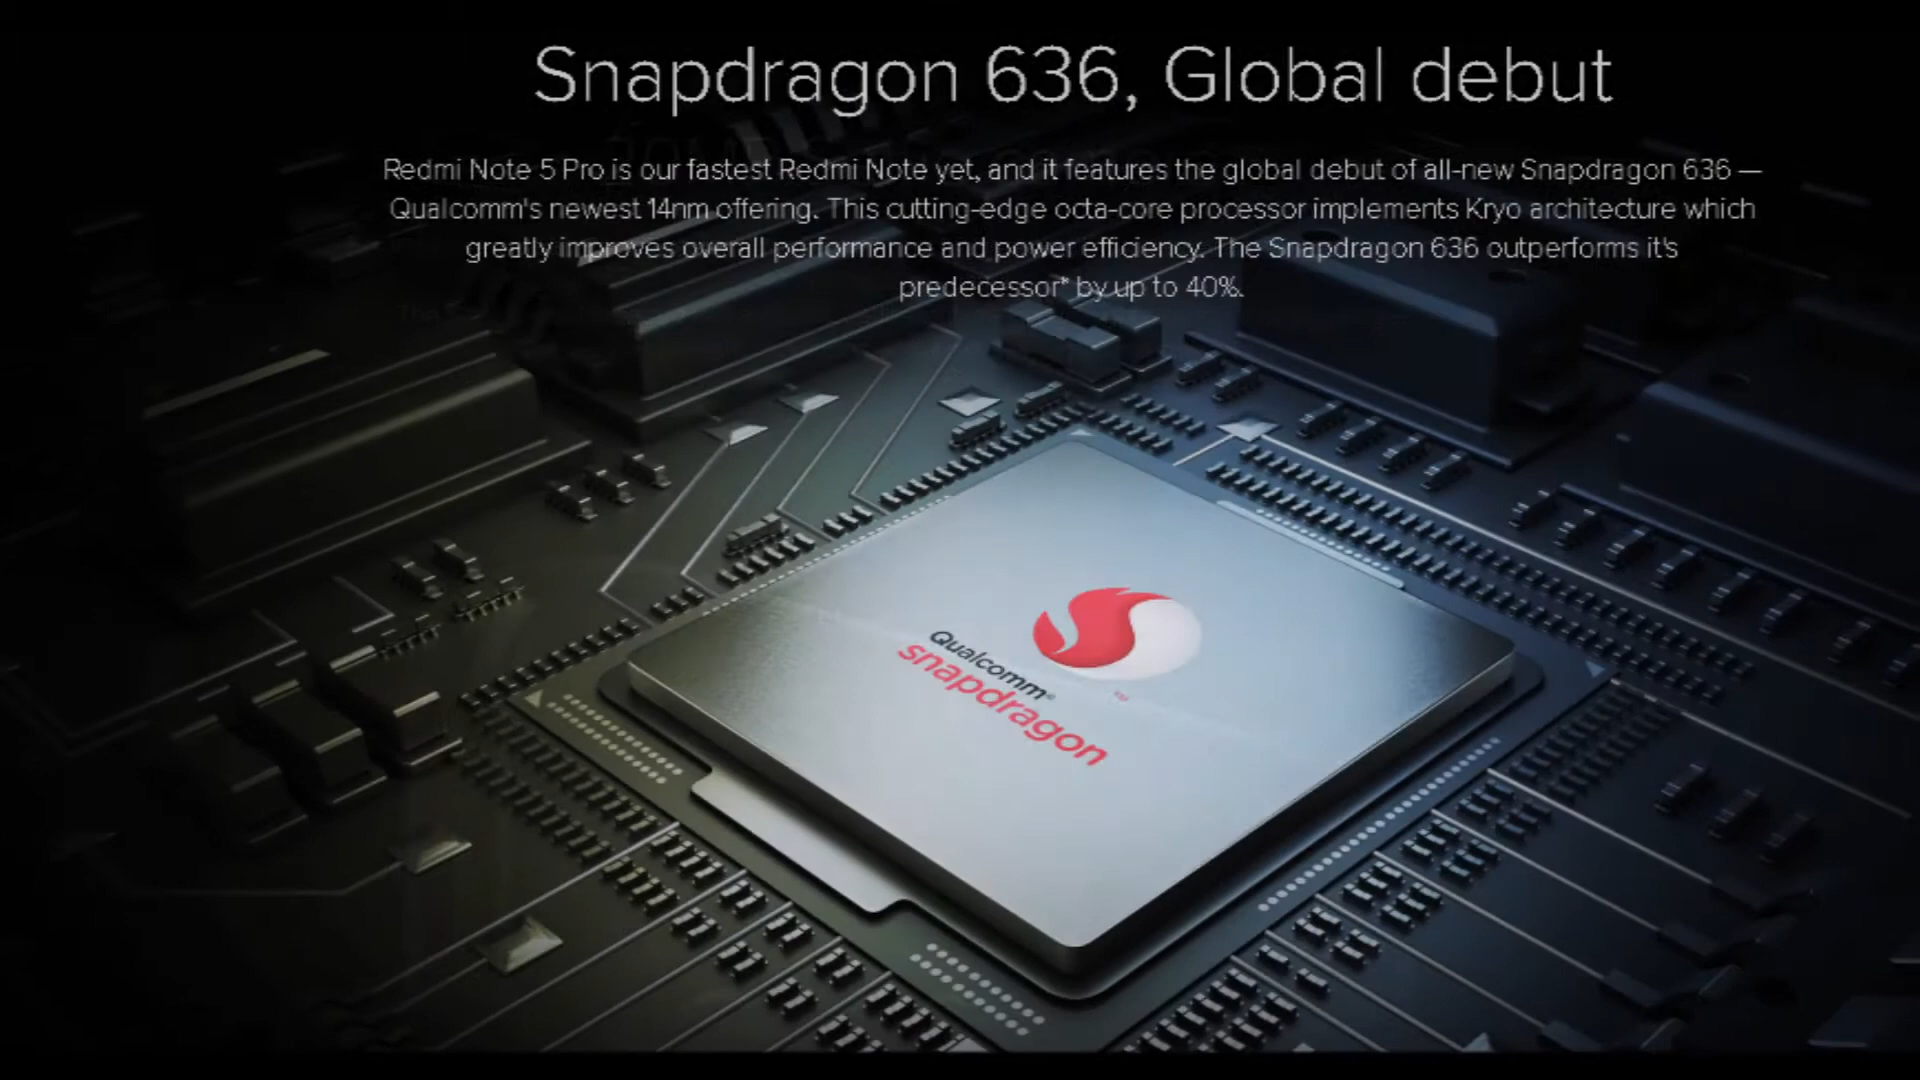 Snapdragon 636, Global debut
Redmi Note 5 Pro is our fastest Redmi Note yet, and it features the global debut of all-new Snapdragon 636 —
Qualcomm's newest 14nm offering. This cutting-edge octa-core processor implements Kryo architecture which
greatly improves overall performance and power efficiency. The Snapdragon 636 outperforms it's
predecessor* by up to 40%.
Qualcomm®
snapdragon
™